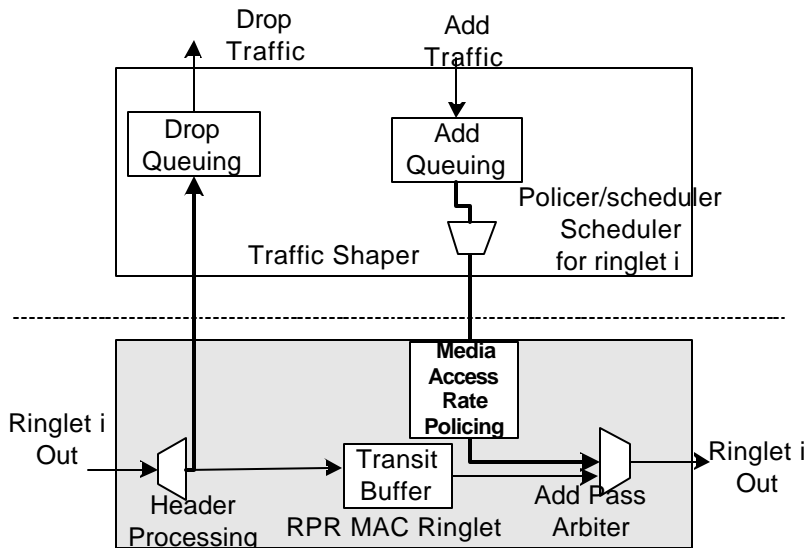 Drop
Traffic
Add
Traffic
Drop
Queuing
Add
Queuing
Policer/scheduler
Scheduler
for ringlet i
Traffic Shaper
Media
Access
Rate
Policing
Ringlet i
Out
Transit
Buffer
Ringlet i
Out
Header
Processing
RPR MAC Ringlet
Add Pass
Arbiter